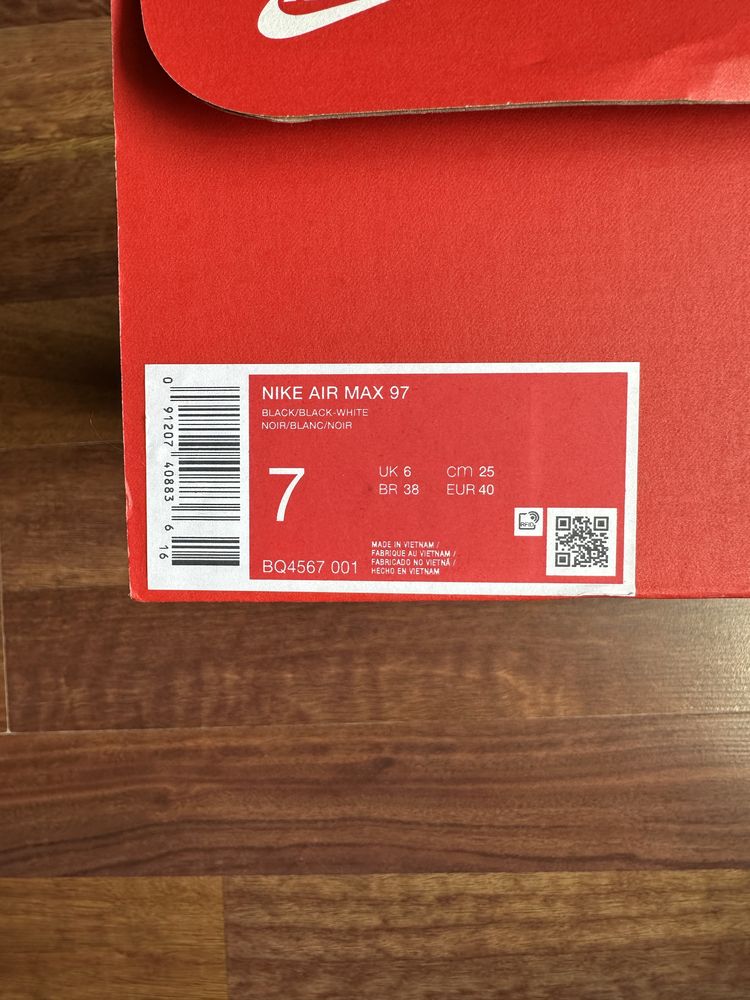 NIKE AIR MAX 97
BLACK/BLACK-WHITE
NOIR/BLANC/NOIR
7
UK 6 cm 25
BR 38 EUR 40
RFID
BQ4567 001
MADE IN VIETNAM /
FABRIQUE AU VIETNAM /
FABRICADO NO VIETNÃ /
HECHO EN VIETNAM
0 91207 40883 6 16